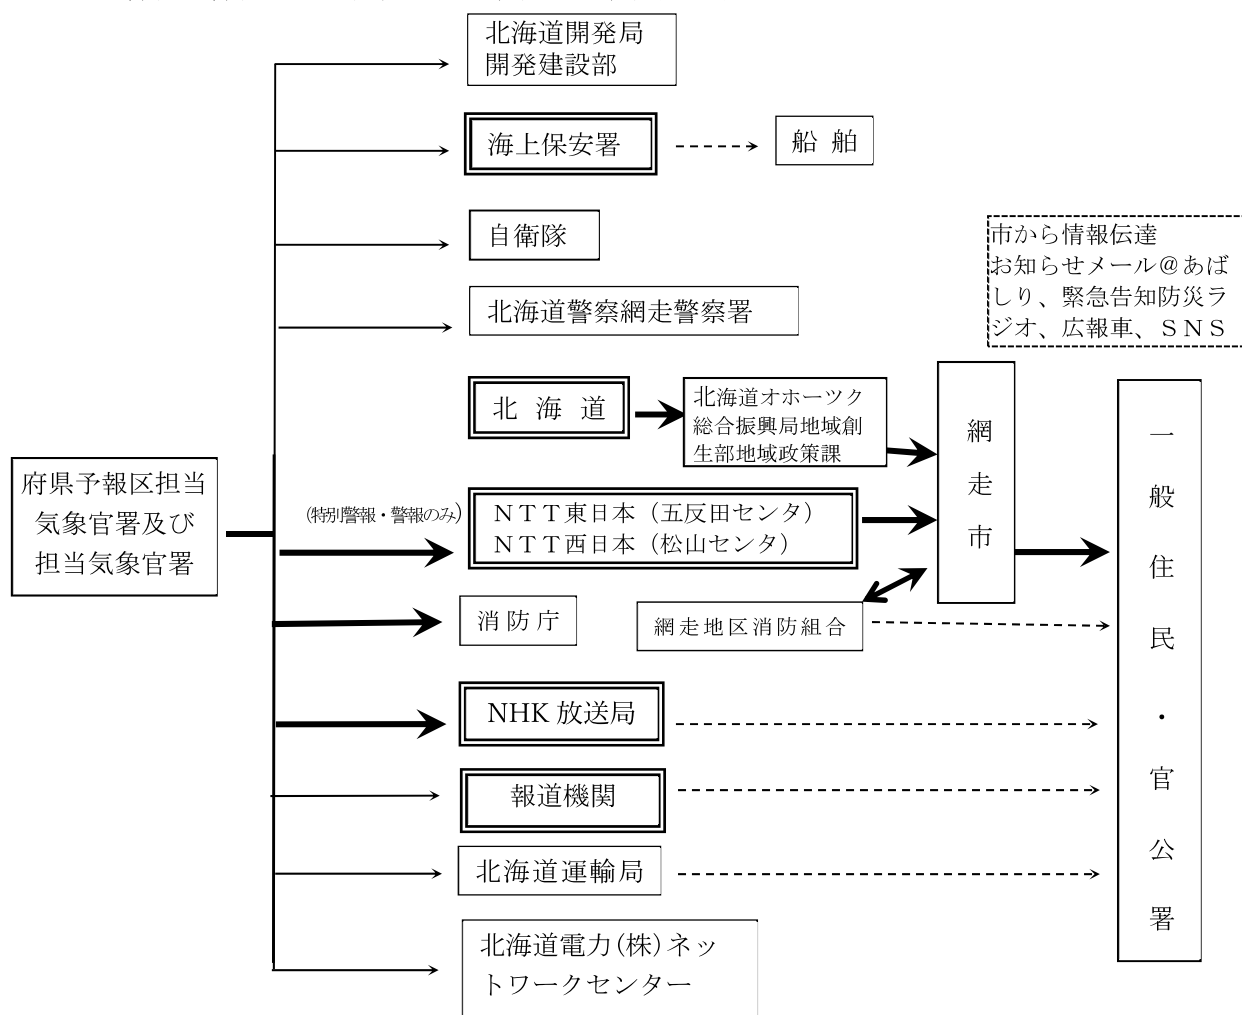 北海道開発局
開発建設部
海上保安署
船舶
自衛隊
市から情報伝達
お知らせメール＠あば
しり、緊急告知防災ラ
ジオ、広報車、ＳＮＳ
北海道警察網走警察署
北海道
北海道オホーツク
総合振興局地域創
生部地域政策課
網走市
一般住民・官公署
府県予報区担当
気象官署及び
担当気象官署
(特別警報・警報のみ)
ＮＴＴ東日本（五反田センタ）
ＮＴＴ西日本（松山センタ）
消防庁
網走地区消防組合
NHK 放送局
報道機関
北海道運輸局
北海道電力(株)ネッ
トワークセンター